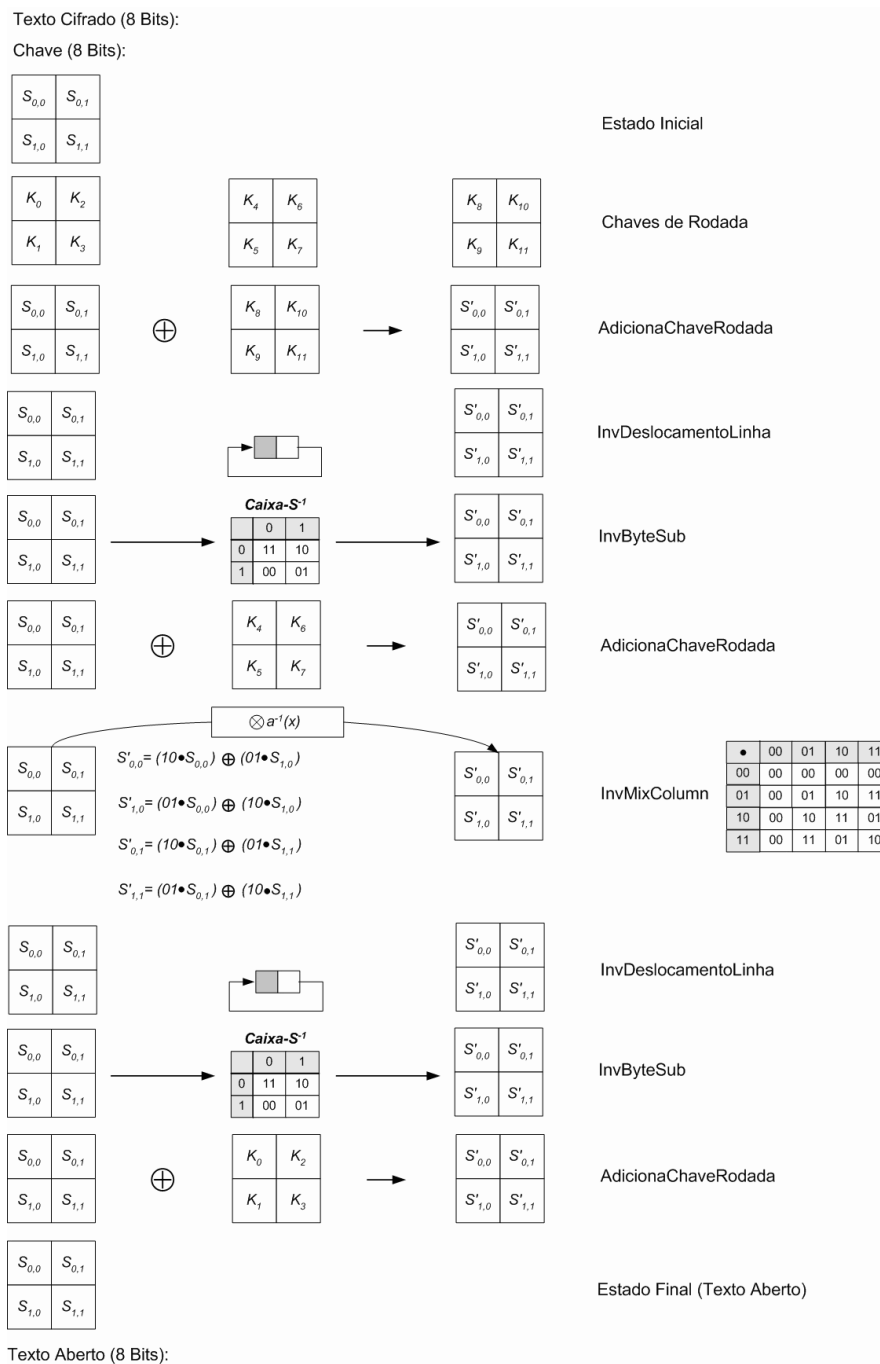 Texto Cifrado (8 Bits):
Chave (8 Bits):
S0,0 S0,1
S1,0 S1,1
Estado Inicial
K0 K2
K1 K3
K4 K6
K5 K7
K8 K10
K9 K11
Chaves de Rodada
S0,0 S0,1
S1,0 S1,1
⊕
K8 K10
K9 K11
S'0,0 S'0,1
S'1,0 S'1,1
AdicionaChaveRodada
S0,0 S0,1
S1,0 S1,1
S'0,0 S'0,1
S'1,0 S'1,1
InvDeslocamentoLinha
S0,0 S0,1
S1,0 S1,1
Caixa-S-1
0 1
0 11 10
1 00 01
S'0,0 S'0,1
S'1,0 S'1,1
InvByteSub
S0,0 S0,1
S1,0 S1,1
⊕
K4 K6
K5 K7
S'0,0 S'0,1
S'1,0 S'1,1
AdicionaChaveRodada
⊗ a-1(x)
S0,0 S0,1
S1,0 S1,1
S'0,0= (10●S0,0) ⊕ (01●S1,0)
S'1,0= (01●S0,0) ⊕ (10●S1,0)
S'0,1= (10●S0,1) ⊕ (01●S1,1)
S'1,1= (01●S0,1) ⊕ (10●S1,1)
S'0,0 S'0,1
S'1,0 S'1,1
InvMixColumn
● 00 01 10 11
00 00 00 00 00
01 00 01 10 11
10 00 10 11 01
11 00 11 01 10
S0,0 S0,1
S1,0 S1,1
S'0,0 S'0,1
S'1,0 S'1,1
InvDeslocamentoLinha
S0,0 S0,1
S1,0 S1,1
Caixa-S-1
0 1
0 11 10
1 00 01
S'0,0 S'0,1
S'1,0 S'1,1
InvByteSub
S0,0 S0,1
S1,0 S1,1
⊕
K0 K2
K1 K3
S'0,0 S'0,1
S'1,0 S'1,1
AdicionaChaveRodada
S0,0 S0,1
S1,0 S1,1
Estado Final (Texto Aberto)
Texto Aberto (8 Bits):